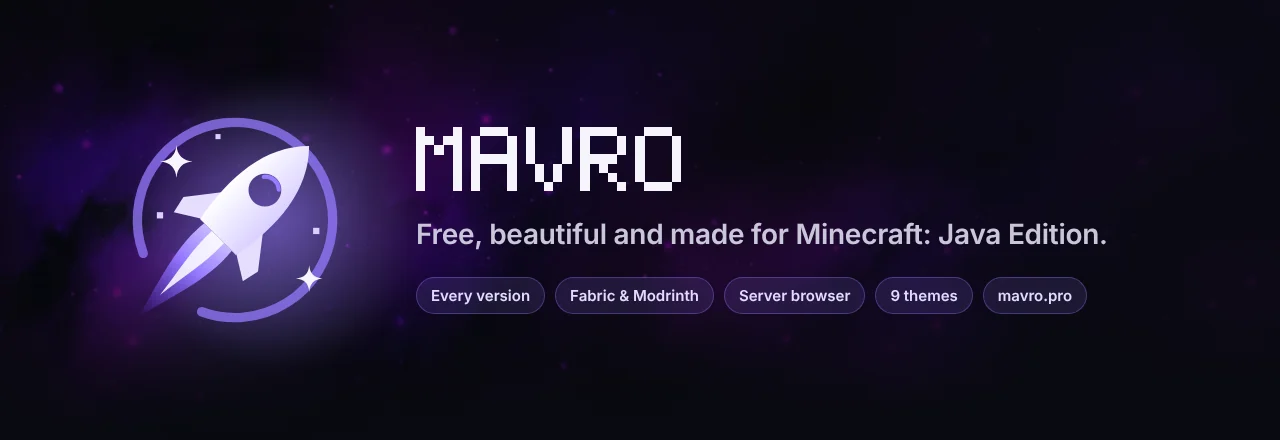 MAVRO
Free, beautiful and made for Minecraft: Java Edition.
Every version Fabric & Modrinth Server browser 9 themes mavro.pro